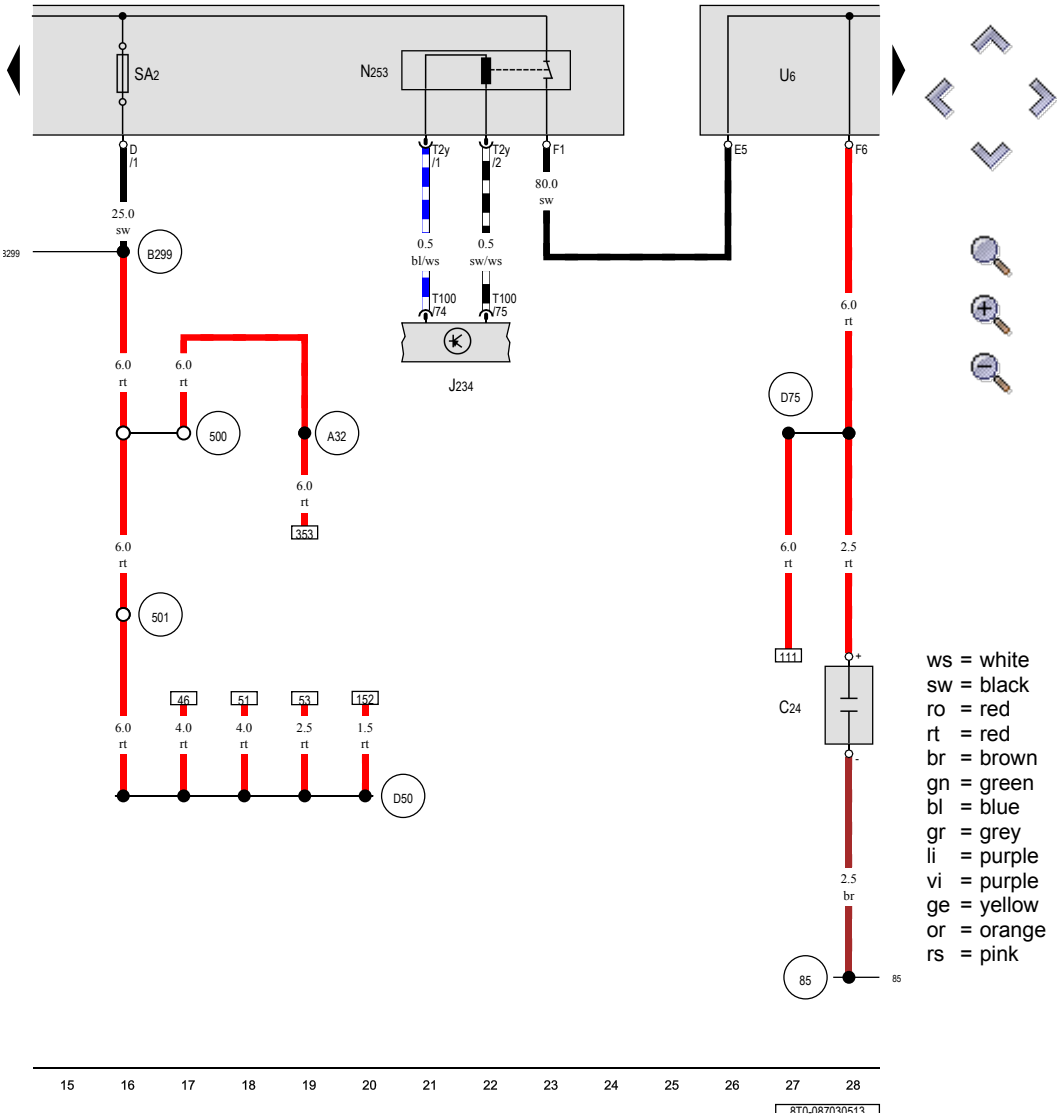 SA2
N253
U6
D
/1
T2y
/1
T2y
/2
F1
E5
F6
25.0
sw
80.0
sw
B299
0.5
bl/ws
0.5
sw/ws
T100
/74
T100
/75
J234
6.0
rt
6.0
rt
6.0
rt
D75
500
A32
6.0
rt
353
6.0
rt
6.0
rt
2.5
rt
501
111
+
C24
-
46
51
53
152
6.0
rt
4.0
rt
4.0
rt
2.5
rt
1.5
rt
D50
2.5
br
85
85
ws = white
sw = black
ro = red
rt = red
br = brown
gn = green
bl = blue
gr = grey
li = purple
vi = purple
ge = yellow
or = orange
rs = pink
15 16 17 18 19 20 21 22 23 24 25 26 27 28
8T0-087030513